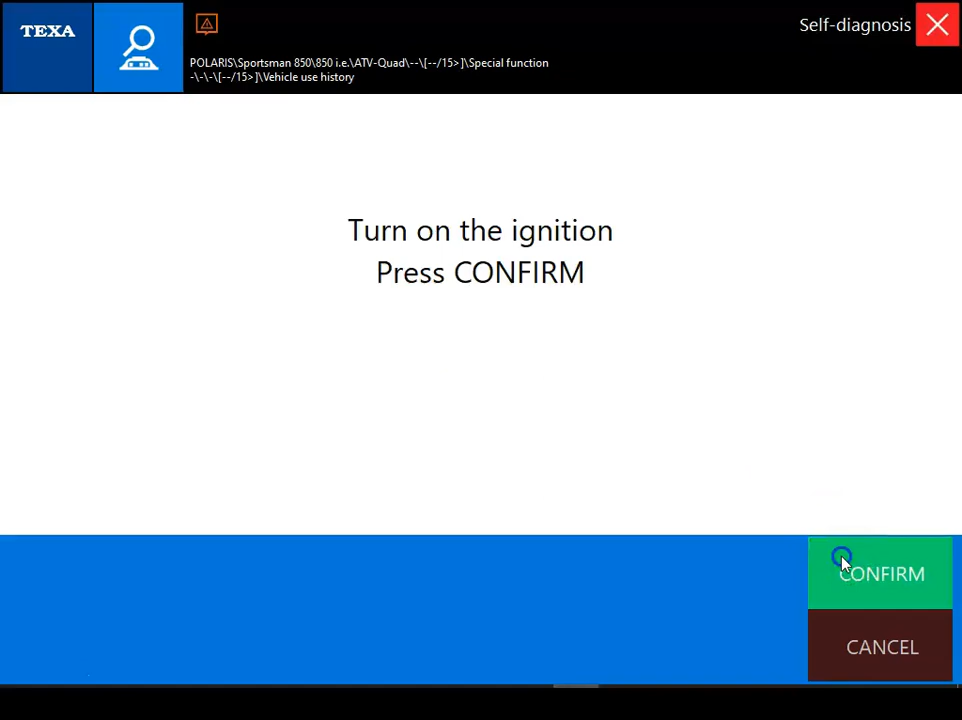 TEXA
Self-diagnosis
POLARIS\Sportsman 850\850 i.e.\ATV-Quad\--\[--/15>]\Special function
-\-\-\[--/15>]\Vehicle use history
Turn on the ignition
Press CONFIRM
CONFIRM
CANCEL